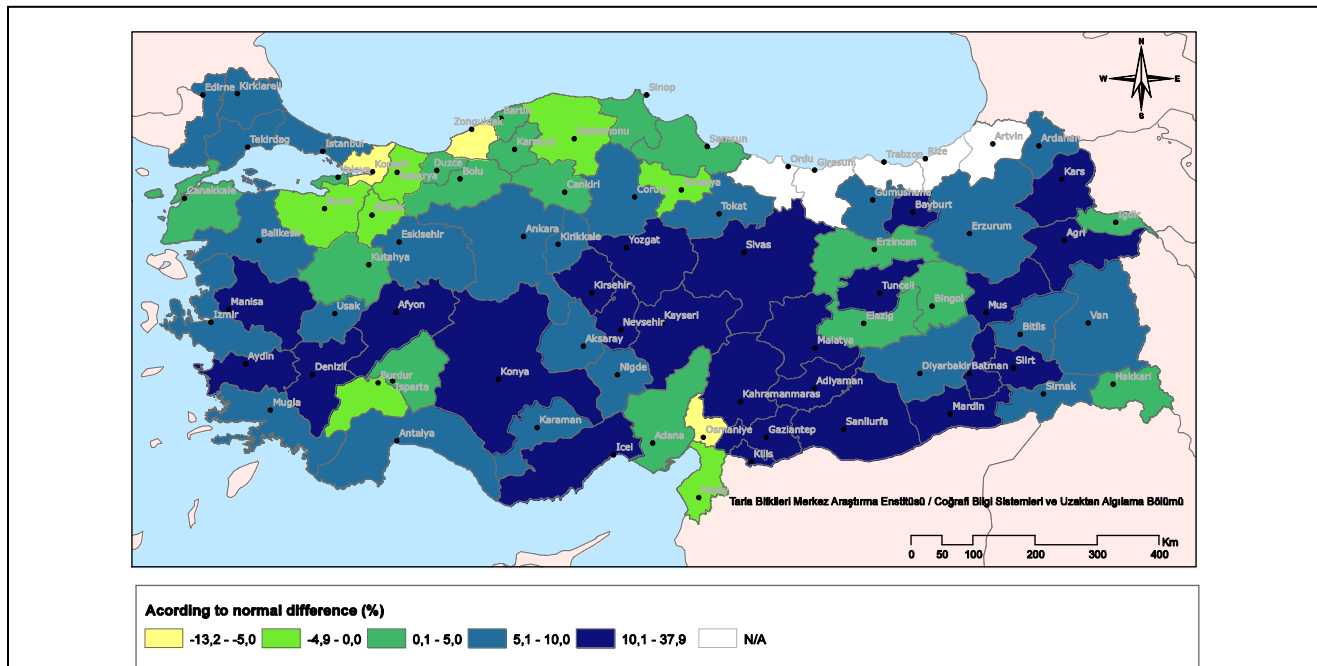 N
W E
S
Edirne
Kirklareli
Tekirdag
Istanbul
Zongvldak
Bartin
Karabuk
Kastamonu
Sinop
Samsun
Ordu
Giresun
Trabzon
Rize
Artvin
Ardahan
Kars
Igdir
Agri
Yalova
Kocaeli
Sakarya
Duzce
Bolu
Cankiri
Corum
Amasya
Tokat
Gumushane
Bayburt
Erzurum
Canakkale
Balikesir
Bursa
Bilecik
Eskisehir
Ankara
Kirikkale
Yozgat
Sivas
Erzincan
Tunceli
Bingol
Mus
Kutahya
Manisa
Usak
Afyon
Kirsehir
Nevsehir
Kayseri
Elazig
Malatya
Bitlis
Van
Izmir
Aydin
Denizli
Burdur
Isparta
Konya
Aksaray
Nigde
Kahramanmaras
Adiyaman
Diyarbakir
Batman
Siirt
Sirnak
Hakkari
Mugla
Antalya
Karaman
Icel
Adana
Osmaniye
Gaziantep
Kilis
Sanliurfa
Mardin
Hatay
Tarla Bitkileri Merkez Araştırma Enstitüsü / Coğrafi Bilgi Sistemleri ve Uzaktan Algılama Bölümü
Km
0 50 100 200 300 400
Acording to normal difference (%)
-13,2 - -5,0
-4,9 - 0,0
0,1 - 5,0
5,1 - 10,0
10,1 - 37,9
N/A